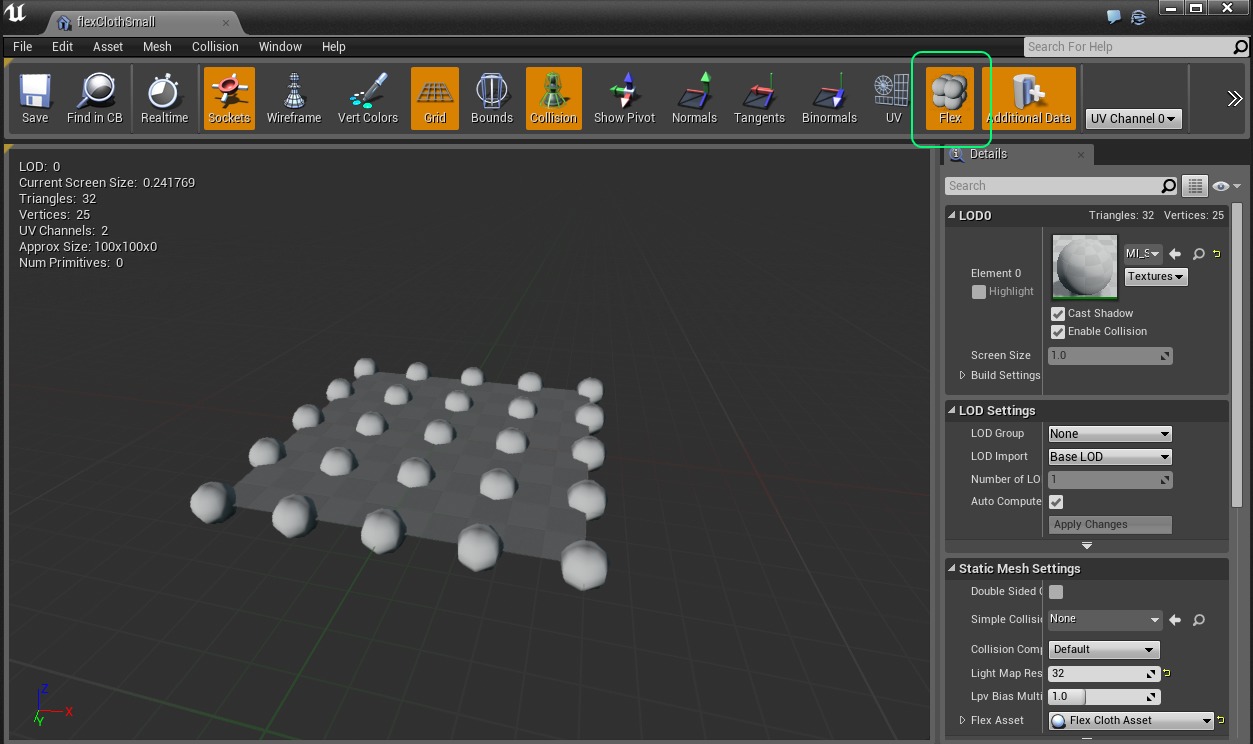 flexClothSmall
File Edit Asset Mesh Collision Window Help
Search For Help
Save Find in CB Realtime Sockets Wireframe Vert Colors Grid Bounds Collision Show Pivot Normals Tangents Binormals UV Flex Additional Data UV Channel 0
LOD: 0
Current Screen Size: 0.241769
Triangles: 32
Vertices: 25
UV Channels: 2
Approx Size: 100x100x0
Num Primitives: 0
Z
X
Y
Details
Search
LOD0 Triangles: 32 Vertices: 25
MI_S
Element 0
Textures
Highlight
Cast Shadow
Enable Collision
Screen Size 1.0
Build Settings
LOD Settings
LOD Group None
LOD Import Base LOD
Number of LO 1
Auto Compute
Apply Changes
Static Mesh Settings
Double Sided G
Simple Collisi None
Collision Comp Default
Light Map Res 32
Lpv Bias Multi 1.0
Flex Asset Flex Cloth Asset